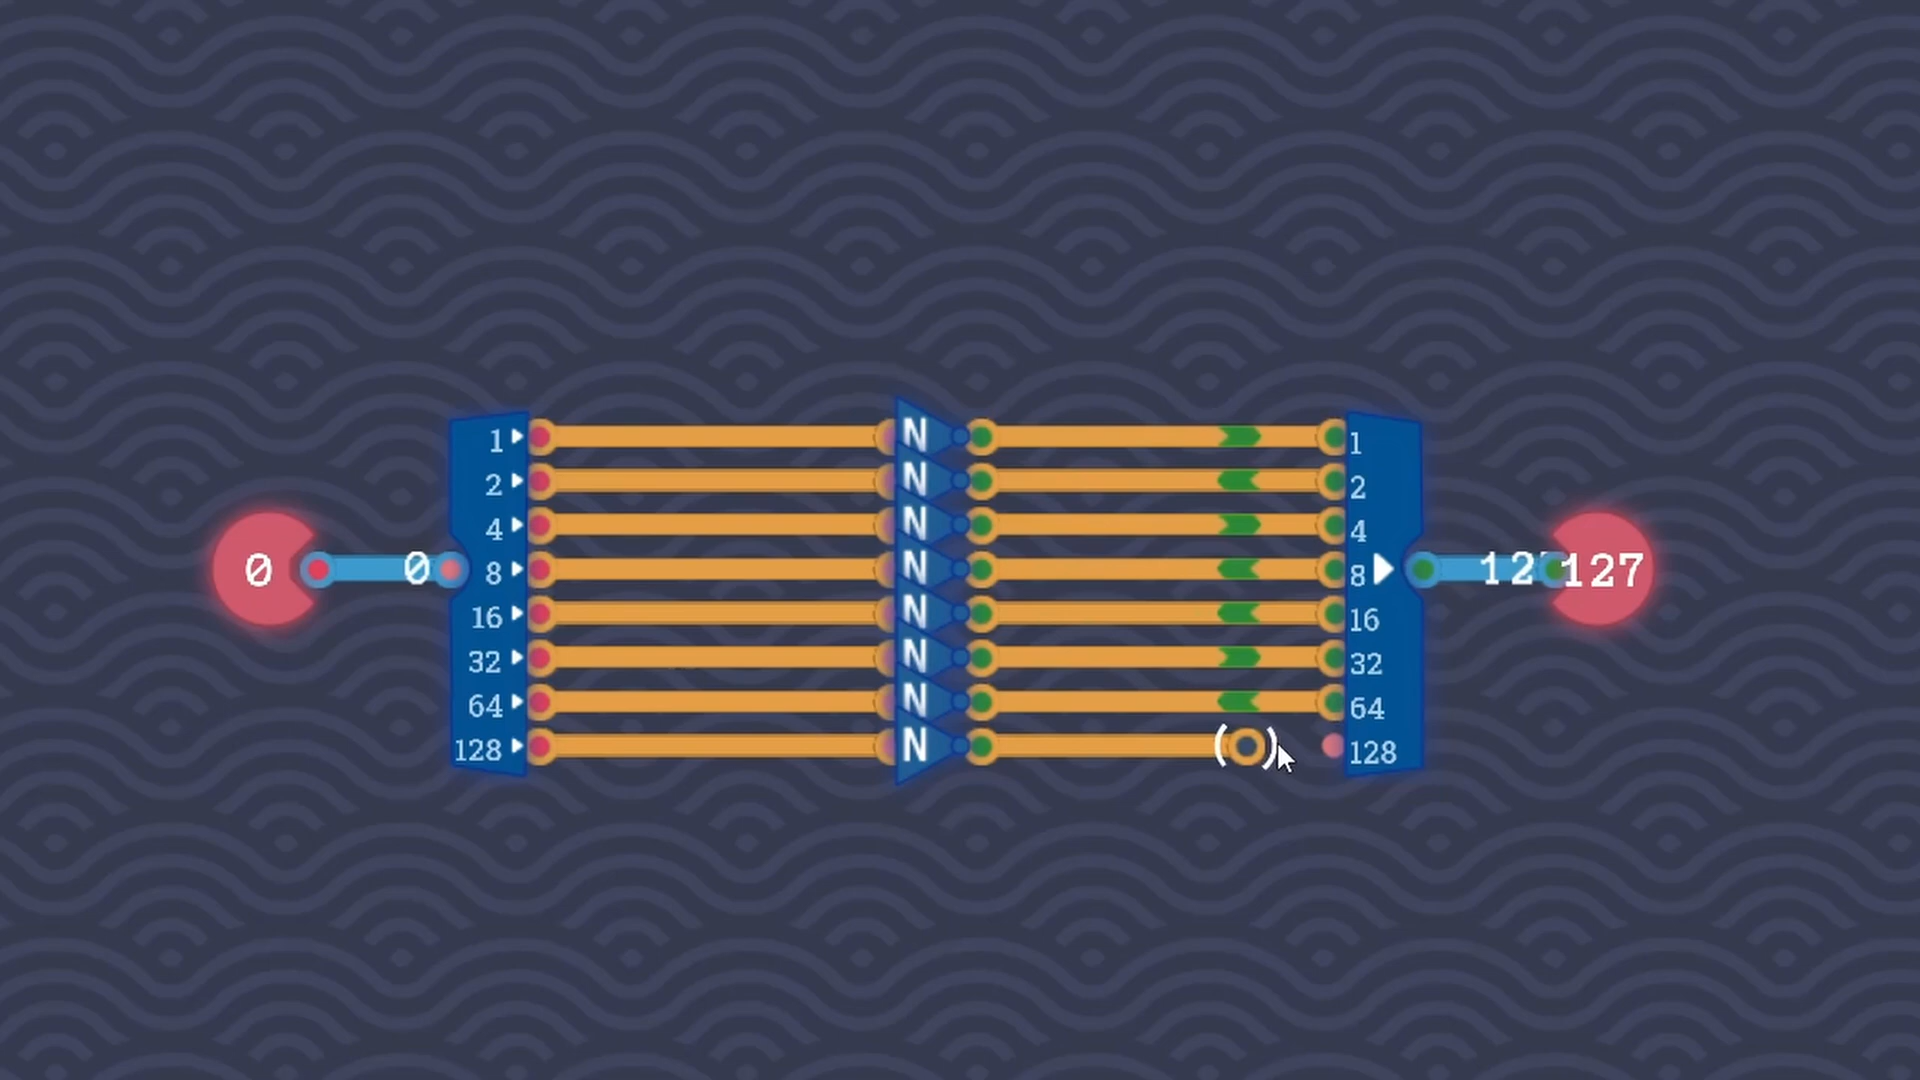 1 N 1
2 N 2
4 N 4
0 0 8 N 8 127
16 N 16
32 N 32
64 N 64
128 N ( ) 128